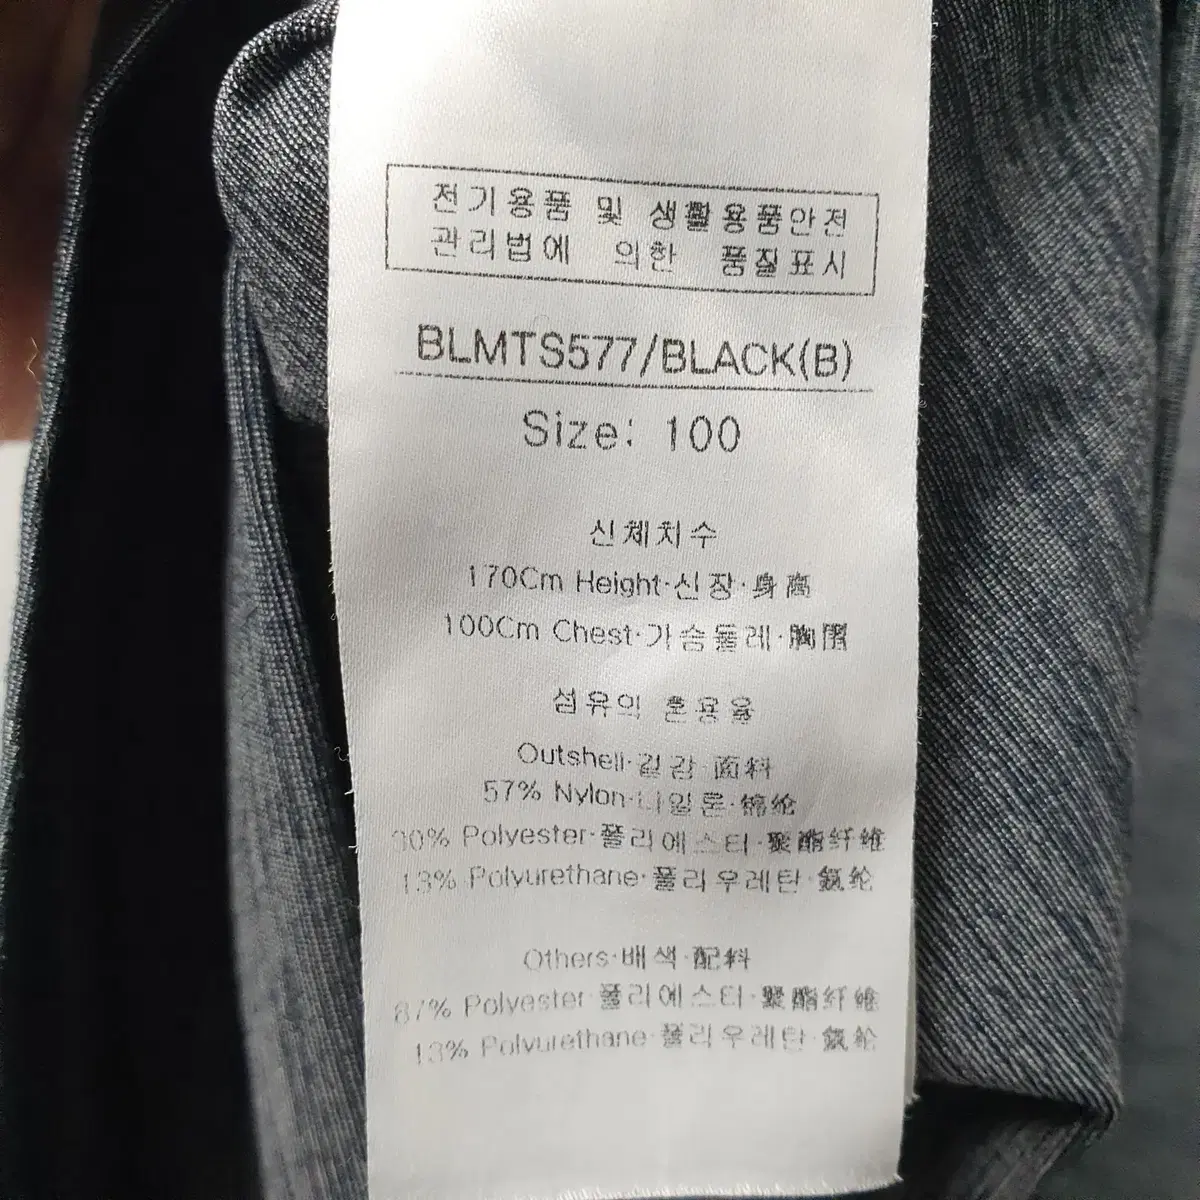 전기용품 및 생활용품안전
관리법에 의한 품질표시
BLMTS577/BLACK(B)
Size: 100
신체치수
170Cm Height·신장·身高
100Cm Chest·가슴둘레·胸围
섬유의 혼용율
Outshell·겉감·面料
57% Nylon·나일론·锦纶
30% Polyester·폴리에스터·聚酯纤维
13% Polyurethane·폴리우레탄·氨纶
Others·배색·配料
87% Polyester·폴리에스터·聚酯纤维
13% Polyurethane·폴리우레탄·氨纶